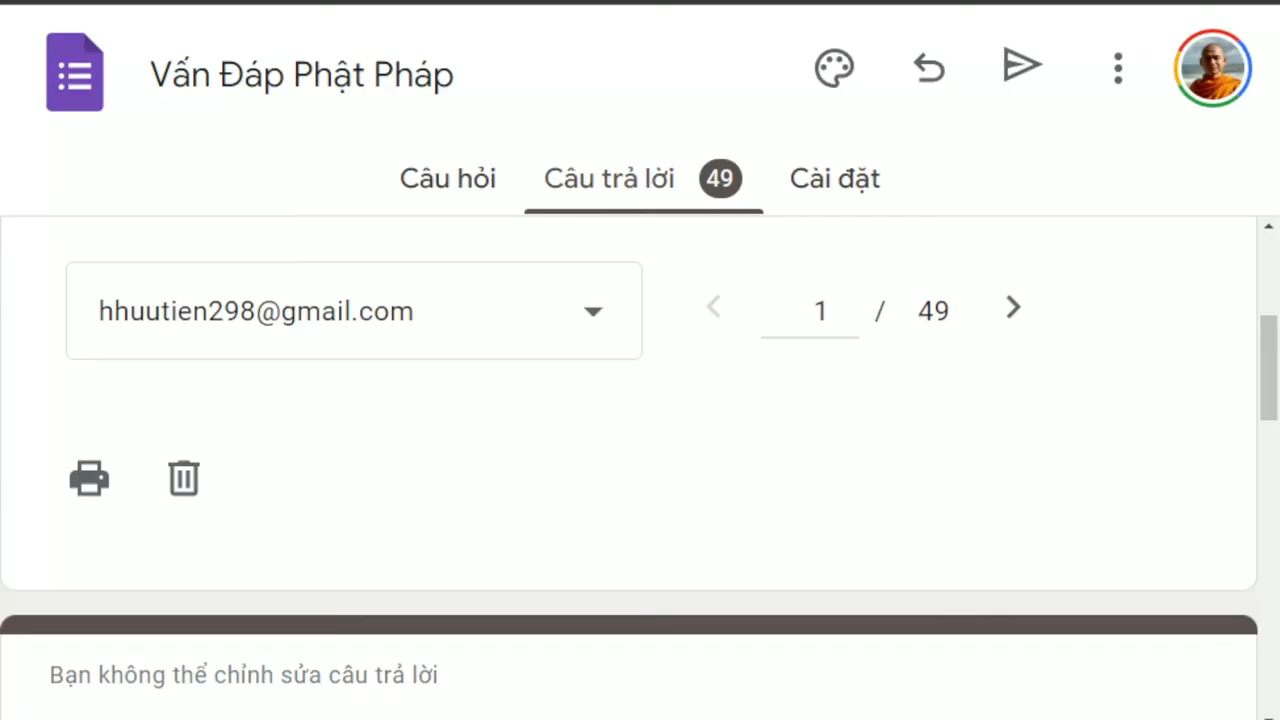 Vấn Đáp Phật Pháp
Câu hỏi Câu trả lời 49 Cài đặt
hhuutien298@gmail.com 1 / 49
Bạn không thể chỉnh sửa câu trả lời